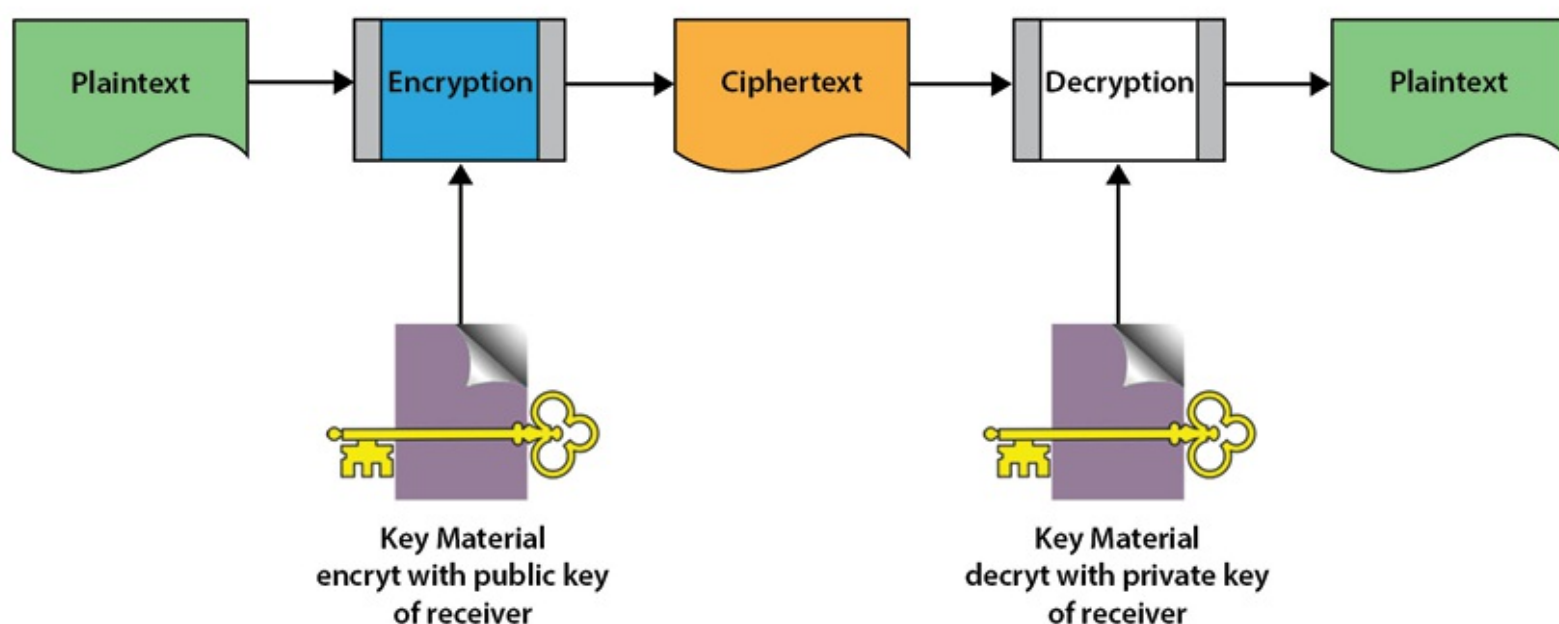 Plaintext
Encryption
Ciphertext
Decryption
Plaintext
Key Material
encryt with public key
of receiver
Key Material
decryt with private key
of receiver